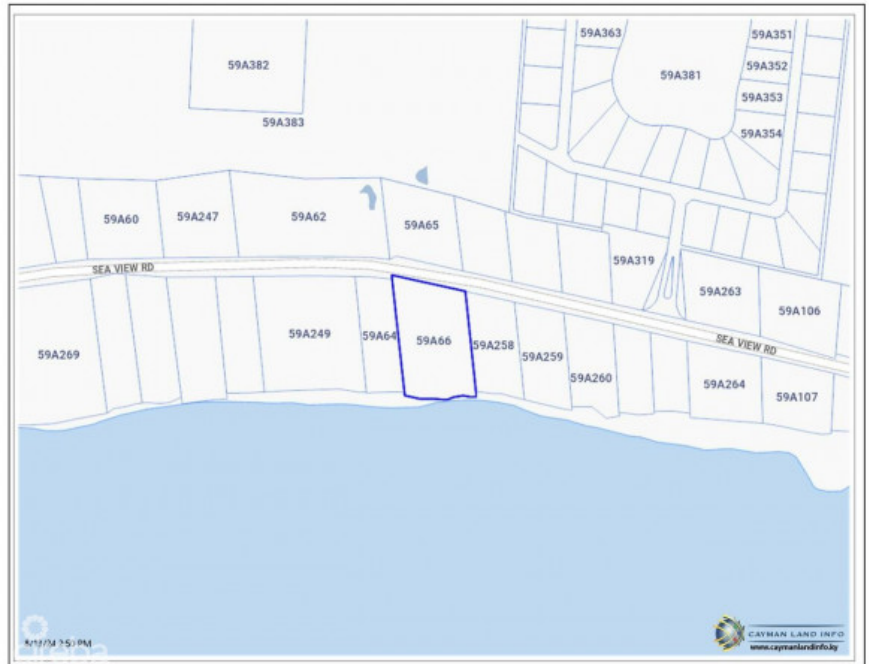 59A363
59A351
59A382
59A381
59A352
59A353
59A383
59A354
59A60
59A247
59A62
59A65
SEA VIEW RD
59A319
59A263
59A106
59A269
59A249
59A64
59A66
59A258
59A259
SEA VIEW RD
59A260
59A264
59A107
CAYMAN LAND INFO
www.caymanlandinfo.ky